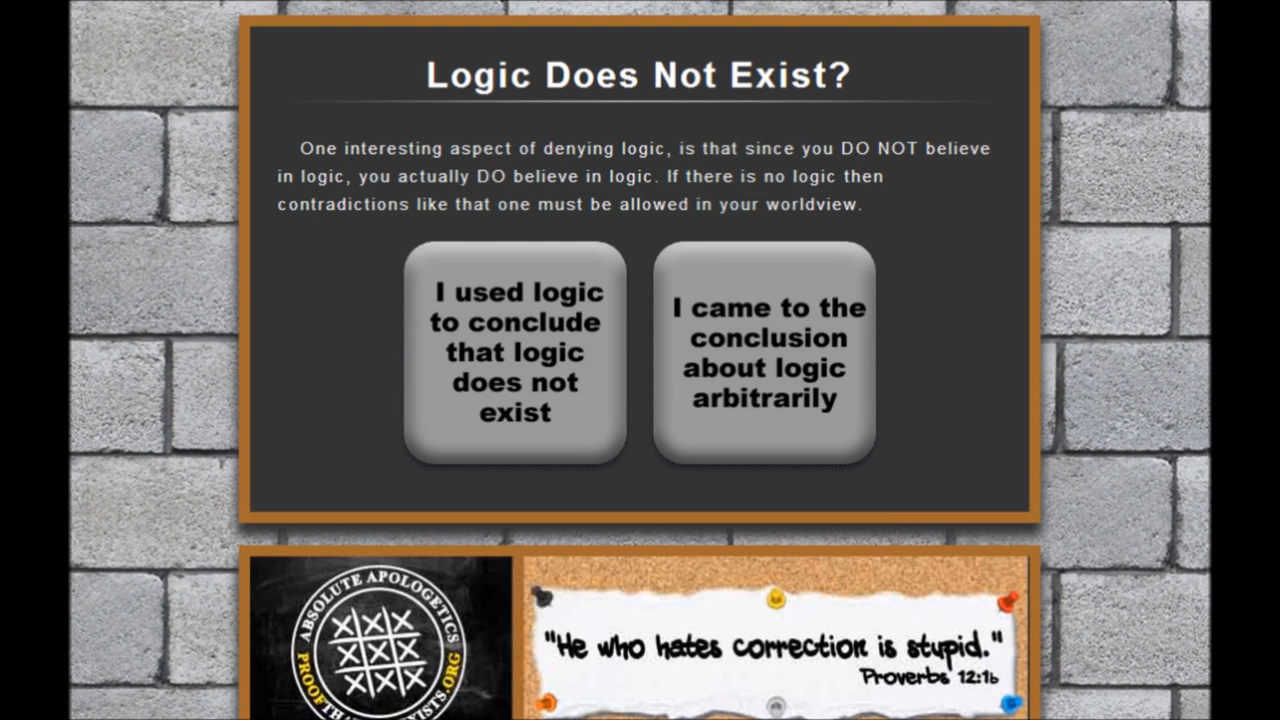 Logic Does Not Exist?
One interesting aspect of denying logic, is that since you DO NOT believe
in logic, you actually DO believe in logic. If there is no logic then
contradictions like that one must be allowed in your worldview.
I used logic
to conclude
that logic
does not
exist
I came to the
conclusion
about logic
arbitrarily
ABSOLUTE APOLOGETICS
"He who hates correction is stupid."
Proverbs 12:1b